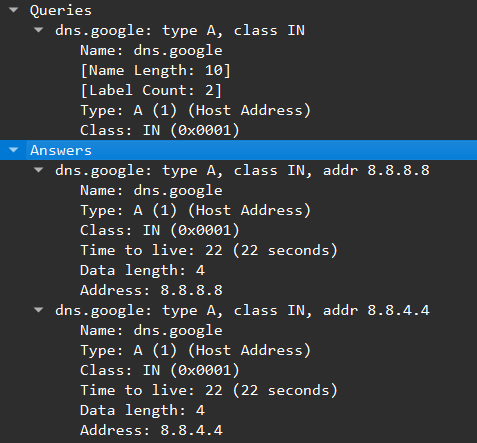 Queries
dns.google: type A, class IN
Name: dns.google
[Name Length: 10]
[Label Count: 2]
Type: A (1) (Host Address)
Class: IN (0x0001)
Answers
dns.google: type A, class IN, addr 8.8.8.8
Name: dns.google
Type: A (1) (Host Address)
Class: IN (0x0001)
Time to live: 22 (22 seconds)
Data length: 4
Address: 8.8.8.8
dns.google: type A, class IN, addr 8.8.4.4
Name: dns.google
Type: A (1) (Host Address)
Class: IN (0x0001)
Time to live: 22 (22 seconds)
Data length: 4
Address: 8.8.4.4